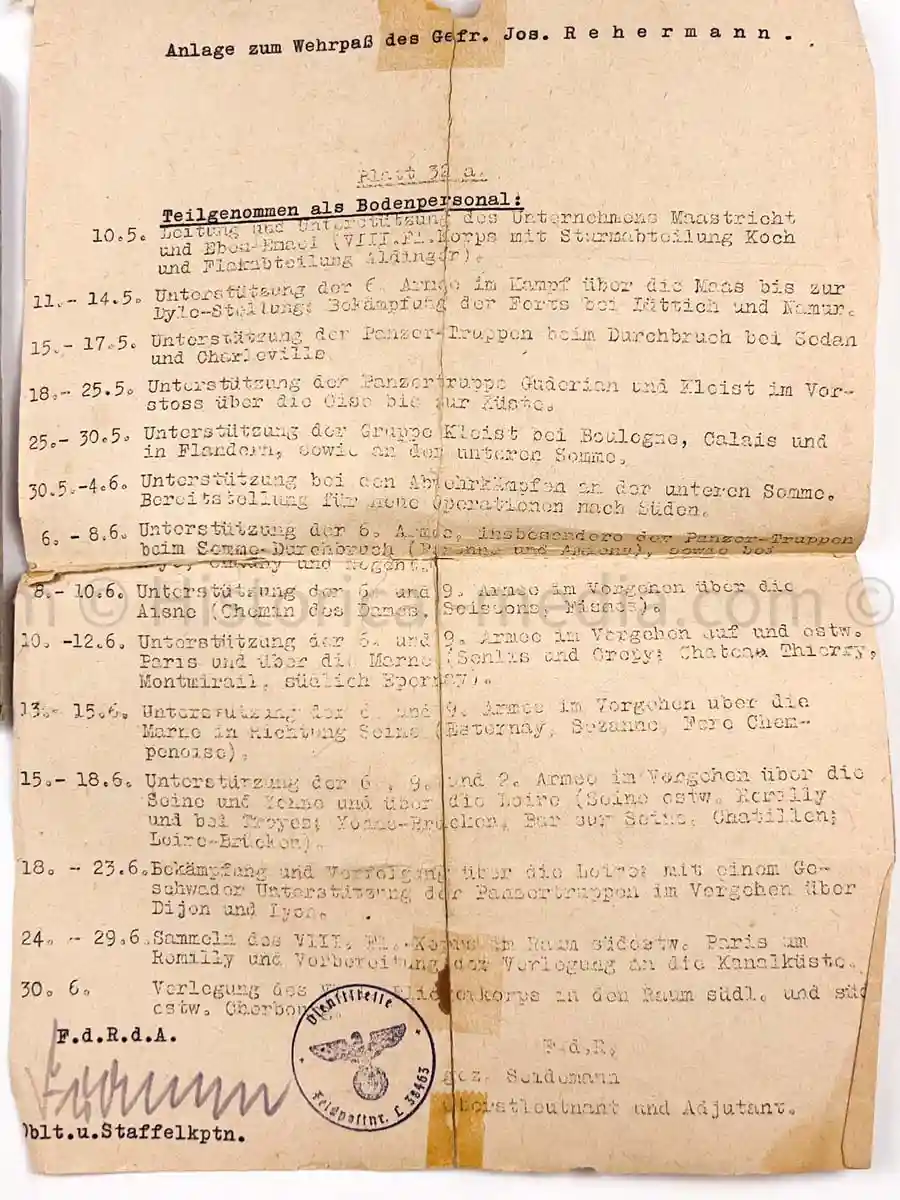 Anlage zum Wehrpaß des Gefr. Jos. Rehermann.
Blatt 32 a.
Teilgenommen als Bodenpersonal:
10.5. Leitung und Unterstützung des Unternehmens Maastricht
und Eben-Emael (VIII.Fl.Korps mit Sturmabteilung Koch
und Flakabteilung Aldinger).
11.- 14.5. Unterstützung der 6. Armee im Kampf über die Maas bis zur
Dyle-Stellung; Bekämpfung der Forts bei Lüttich und Namur.
15.- 17.5. Unterstützung der Panzer-Truppen beim Durchbruch bei Sedan
und Charleville
18.- 25.5. Unterstützung der Panzertruppe Guderian und Kleist im Vor-
stoss über die Oise bis zur Küste.
25.- 30.5. Unterstützung der Gruppe Kleist bei Boulogne, Calais und
in Flandern, sowie an der unteren Somme.
30.5.-4.6. Unterstützung bei den Abwehrkämpfen an der unteren Somme.
Bereitstellung für neue Operationen nach Süden.
6. - 8.6. Unterstützung der 6. Armee, insbesondere der Panzer-Truppen
beim Somme-Durchbruch (Peronne und Amiens), sowie bei
und Nogent
8.- 10.6. Unterstützung der 6. und 9. Armee im Vorgehen über die
Aisne (Chemin des Dames, Soissons, Fismes).
10. -12.6. Unterstützung der 6. und 9. Armee im Vorgehen auf und ostw.
Paris und über die Marne (Senlis und Crepy; Chateau Thierry,
Montmirail, südlich Epernay).
13.- 15.6. Unterstützung der 6. und 9. Armee im Vorgehen über die
Marne in Richtung Seine (Esternay, Sezanne, Fere Cham-
penoise).
15.- 18.6. Unterstützung der 6., 9. und 2. Armee im Vorgehen über die
Seine und Yonne und über die Loire (Seine ostw. Romilly
und bei Troyes; Yonne-Brücken, Bar suy Seine, Chatillon;
Loire-Brücken).
18. - 23.6. Bekämpfung und Verfolgung über die Loire; mit einem Ge-
schwader Unterstützung der Panzertruppen im Vorgehen über
Dijon und Lyon.
24. - 29.6. Sammeln des VIII. Fl.-Korps im Raum südostw. Paris um
Romilly und Vorbereitung der Verlegung an die Kanalküste.
30. 6. Verlegung des Fliegerkorps in den Raum südl. und süd
ostw. Cherbourg.
F.d.R.d.A.
F.d.R.
gez. Seidemann
Oberstleutnant und Adjutant.
Oblt.u.Staffelkptn.
Dienststelle
Feldpostnr. L 38463
© Historica
.com ©